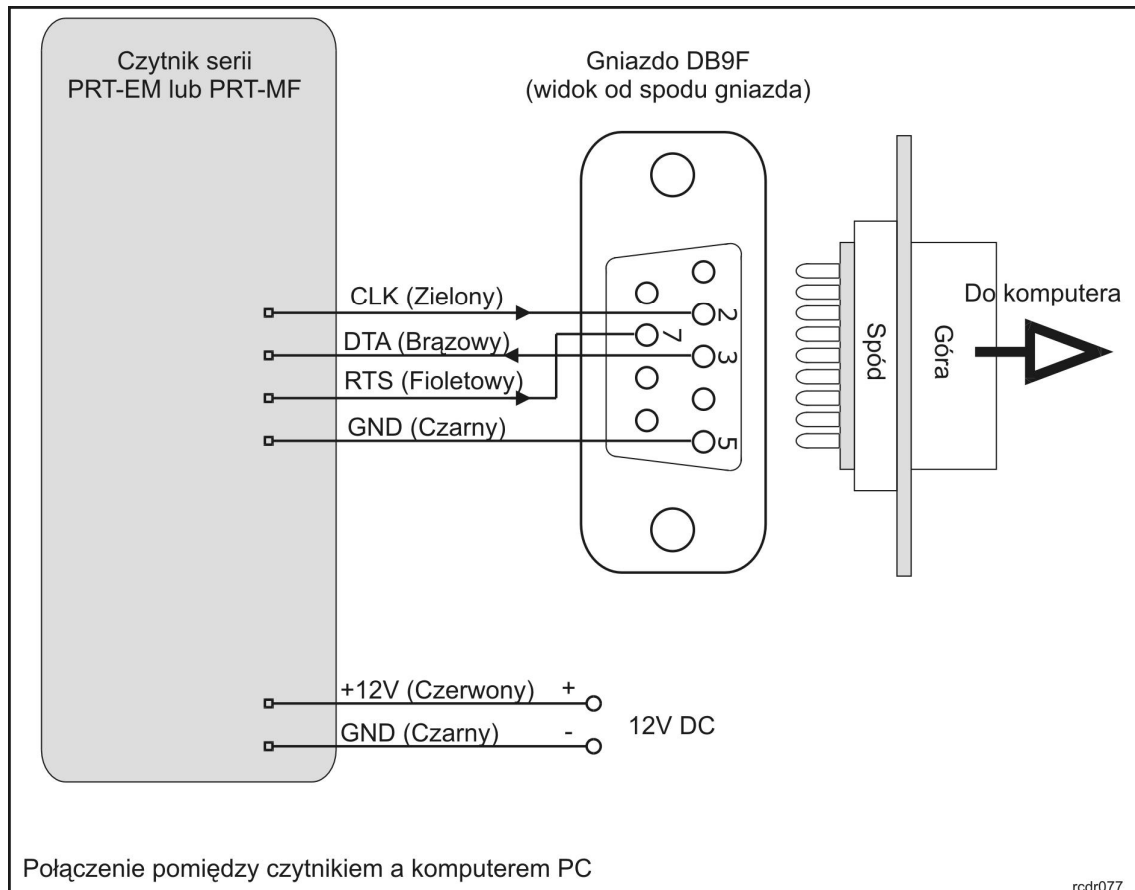 Czytnik serii
PRT-EM lub PRT-MF
Gniazdo DB9F
(widok od spodu gniazda)
CLK (Zielony)
DTA (Brązowy)
RTS (Fioletowy)
GND (Czarny)
2
7
3
5
Spód
Góra
Do komputera
+12V (Czerwony) +
GND (Czarny) -
12V DC
Połączenie pomiędzy czytnikiem a komputerem PC
rcdr077